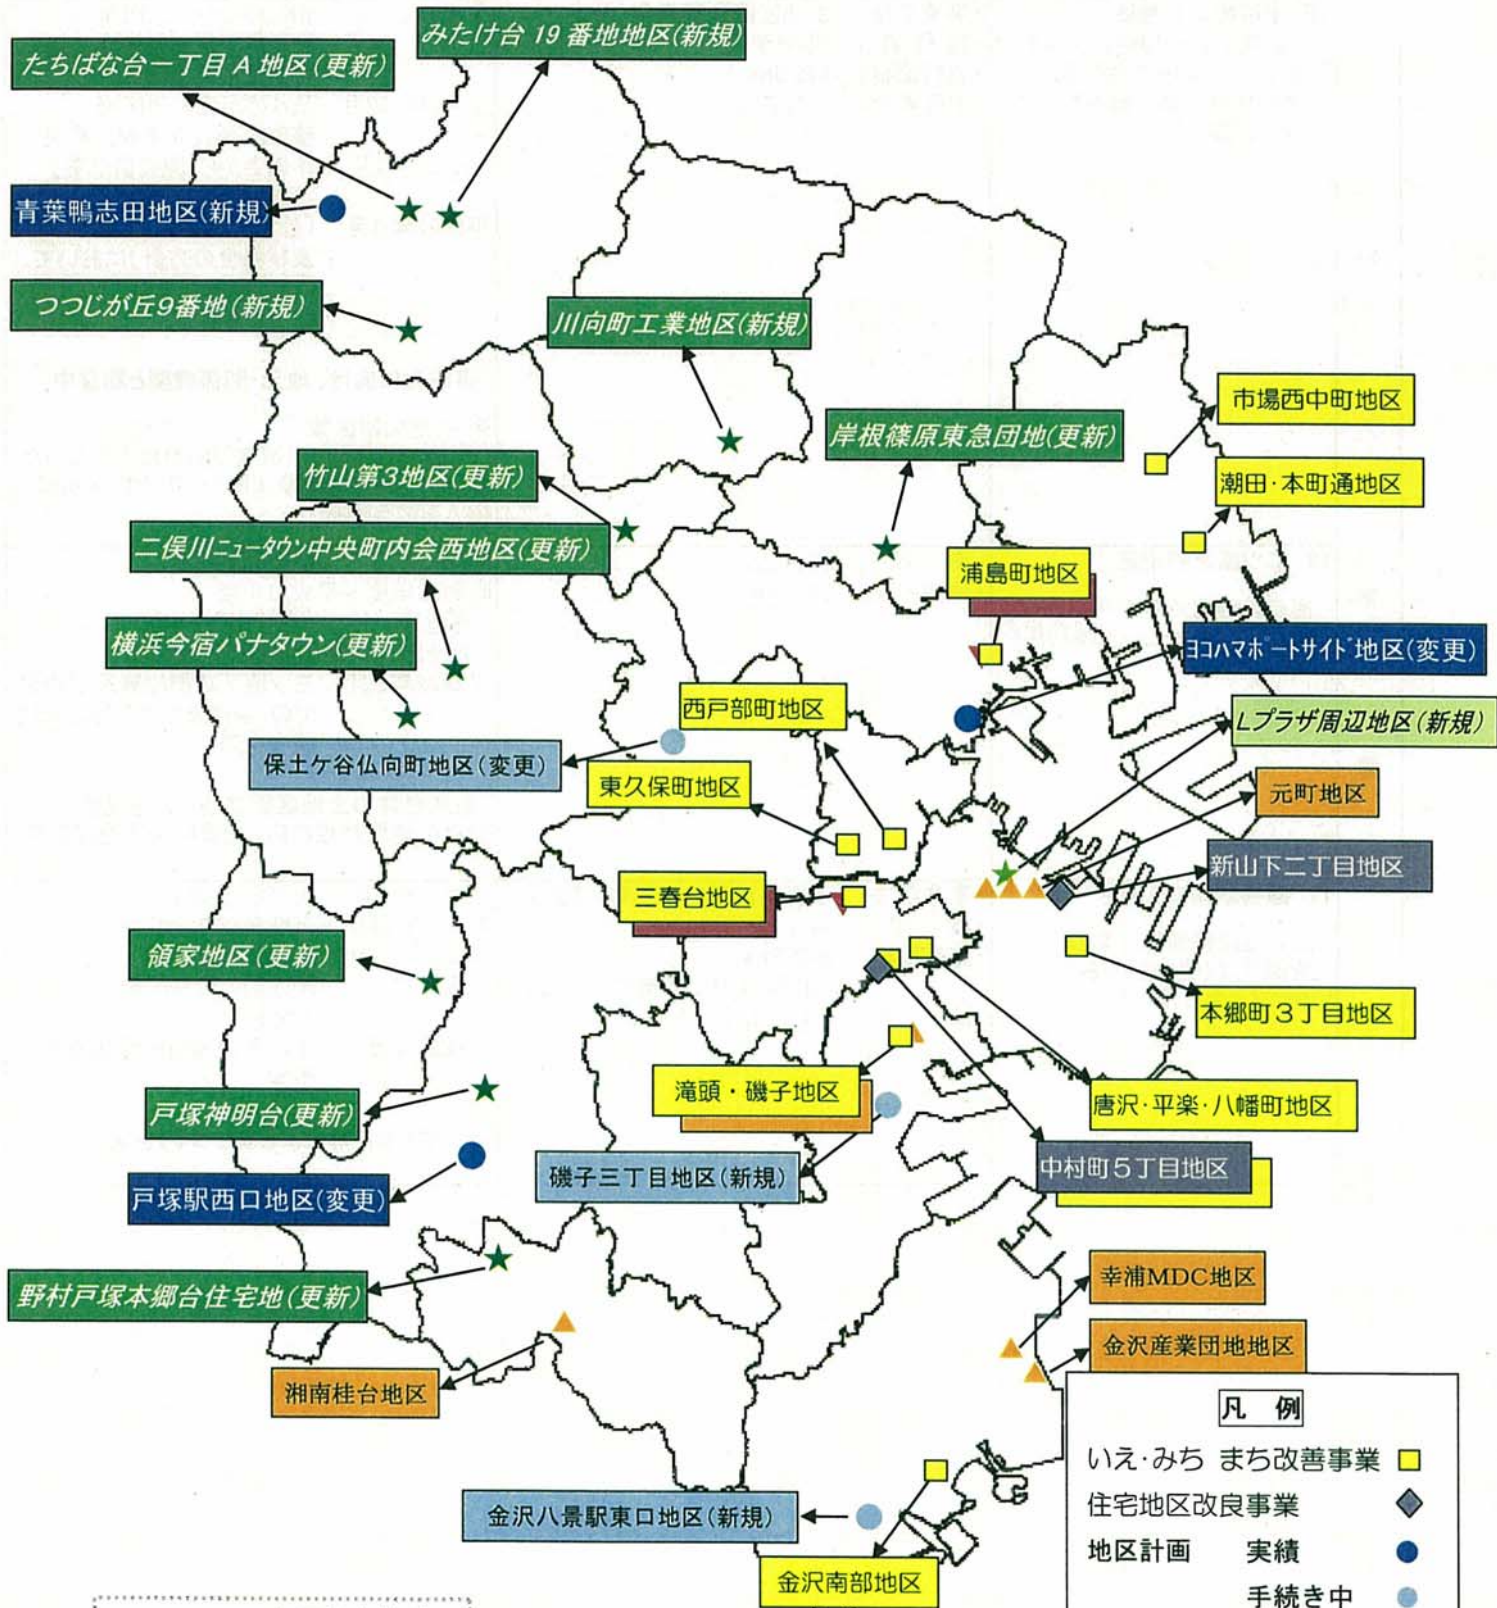 みたけ台 19 番地地区(新規)
たちばな台一丁目 A 地区(更新)
青葉鴨志田地区(新規)
つつじが丘9番地(新規)
川向町工業地区(新規)
市場西中町地区
岸根篠原東急団地(更新)
竹山第3地区(更新)
潮田・本町通地区
二俣川ニュータウン中央町内会西地区(更新)
浦島町地区
横浜今宿パナタウン(更新)
ヨコハマポートサイド地区(変更)
西戸部町地区
Lプラザ周辺地区(新規)
保土ケ谷仏向町地区(変更)
東久保町地区
元町地区
新山下二丁目地区
三春台地区
領家地区(更新)
本郷町3丁目地区
滝頭・磯子地区
戸塚神明台(更新)
唐沢・平楽・八幡町地区
磯子三丁目地区(新規)
中村町5丁目地区
戸塚駅西口地区(変更)
幸浦MDC地区
野村戸塚本郷台住宅地(更新)
金沢産業団地地区
湘南桂台地区
金沢八景駅東口地区(新規)
金沢南部地区
凡 例
いえ・みち まち改善事業
住宅地区改良事業
地区計画 実績
手続き中